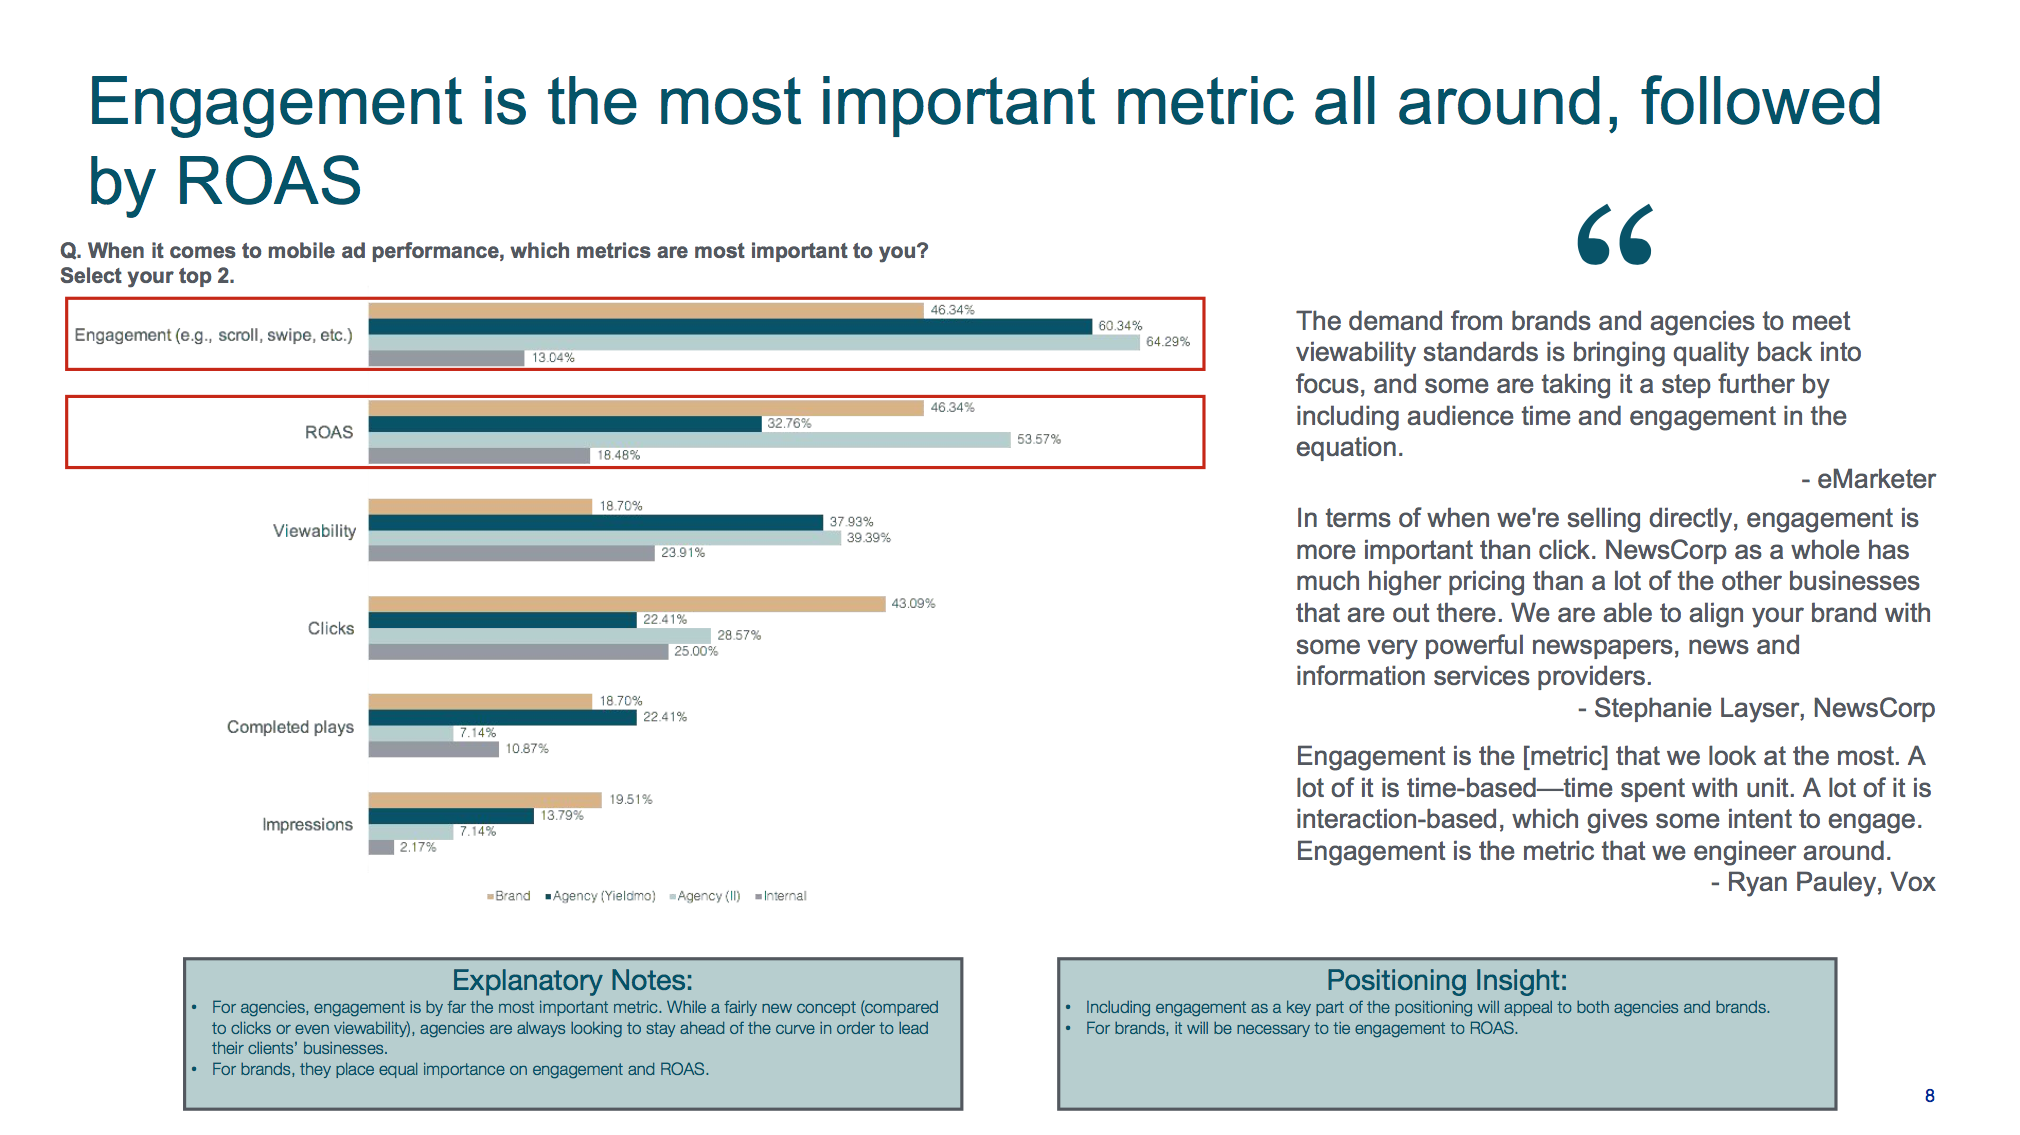 Engagement is the most important metric all around, followed
by ROAS
Q. When it comes to mobile ad performance, which metrics are most important to you?
Select your top 2.
Engagement (e.g., scroll, swipe, etc.)
46.34%
60.34%
64.29%
13.04%
ROAS
46.34%
32.76%
53.57%
18.48%
Viewability
18.70%
37.93%
39.39%
23.91%
Clicks
43.09%
22.41%
28.57%
25.00%
Completed plays
18.70%
22.41%
7.14%
10.87%
Impressions
19.51%
13.79%
7.14%
2.17%
Brand Agency (Yieldmo) Agency (II) Internal
“
The demand from brands and agencies to meet
viewability standards is bringing quality back into
focus, and some are taking it a step further by
including audience time and engagement in the
equation.
- eMarketer
In terms of when we're selling directly, engagement is
more important than click. NewsCorp as a whole has
much higher pricing than a lot of the other businesses
that are out there. We are able to align your brand with
some very powerful newspapers, news and
information services providers.
- Stephanie Layser, NewsCorp
Engagement is the [metric] that we look at the most. A
lot of it is time-based—time spent with unit. A lot of it is
interaction-based, which gives some intent to engage.
Engagement is the metric that we engineer around.
- Ryan Pauley, Vox
Explanatory Notes:
• For agencies, engagement is by far the most important metric. While a fairly new concept (compared
to clicks or even viewability), agencies are always looking to stay ahead of the curve in order to lead
their clients’ businesses.
• For brands, they place equal importance on engagement and ROAS.
Positioning Insight:
• Including engagement as a key part of the positioning will appeal to both agencies and brands.
• For brands, it will be necessary to tie engagement to ROAS.
8